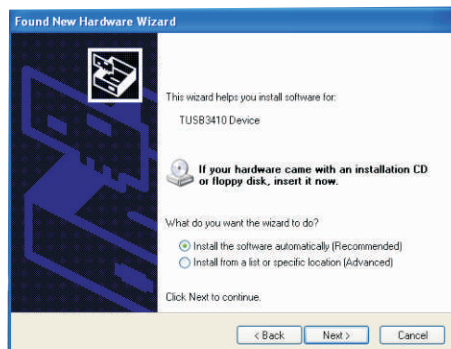 Found New Hardware Wizard
This wizard helps you install software for:
TUSB3410 Device
If your hardware came with an installation CD
or floppy disk, insert it now.
What do you want the wizard to do?
Install the software automatically (Recommended)
Install from a list or specific location (Advanced)
Click Next to continue.
< Back Next > Cancel